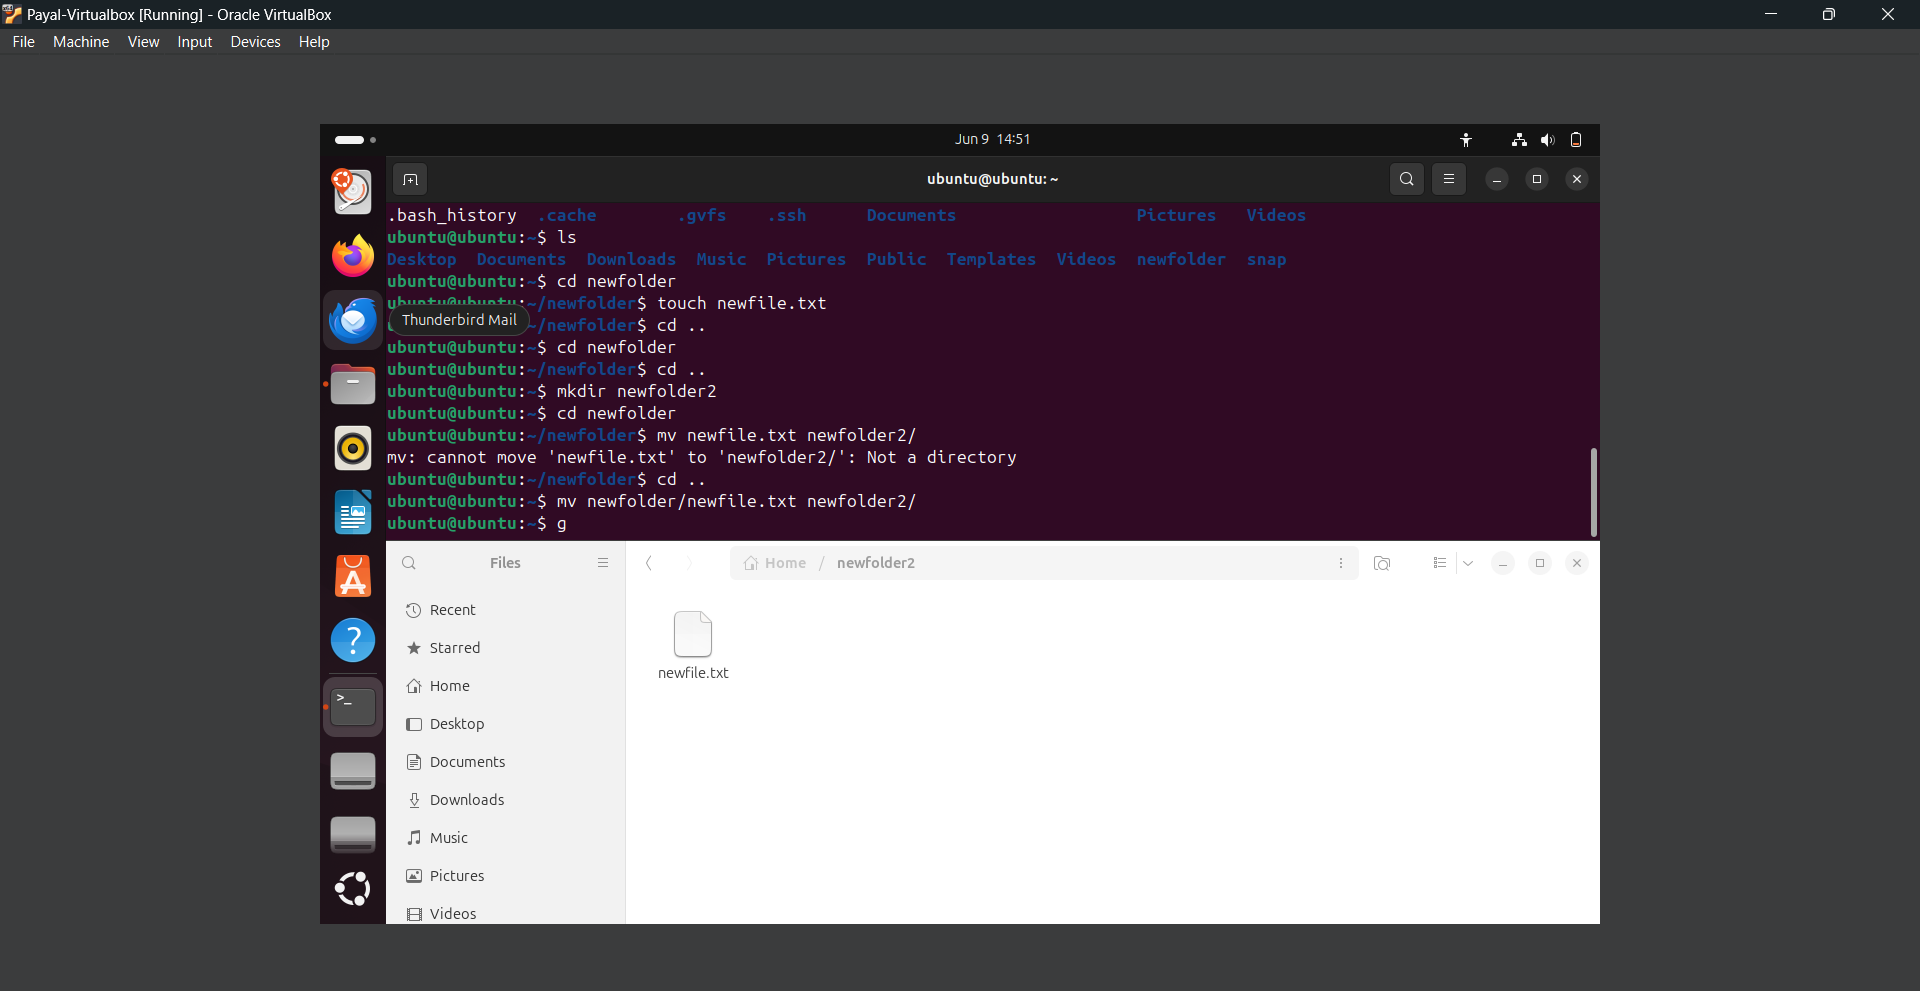 Payal-Virtualbox [Running] - Oracle VirtualBox
File Machine View Input Devices Help
Jun 9 14:51
ubuntu@ubuntu: ~
.bash_history .cache .gvfs .ssh Documents Pictures Videos
ubuntu@ubuntu:~$ ls
Desktop Documents Downloads Music Pictures Public Templates Videos newfolder snap
ubuntu@ubuntu:~$ cd newfolder
ubuntu@ubuntu:~/newfolder$ touch newfile.txt
Thunderbird Mail
~/newfolder$ cd ..
ubuntu@ubuntu:~$ cd newfolder
ubuntu@ubuntu:~/newfolder$ cd ..
ubuntu@ubuntu:~$ mkdir newfolder2
ubuntu@ubuntu:~$ cd newfolder
ubuntu@ubuntu:~/newfolder$ mv newfile.txt newfolder2/
mv: cannot move 'newfile.txt' to 'newfolder2/': Not a directory
ubuntu@ubuntu:~/newfolder$ cd ..
ubuntu@ubuntu:~$ mv newfolder/newfile.txt newfolder2/
ubuntu@ubuntu:~$ g
Files
Home / newfolder2
Recent
Starred
Home
Desktop
Documents
Downloads
Music
Pictures
Videos
newfile.txt